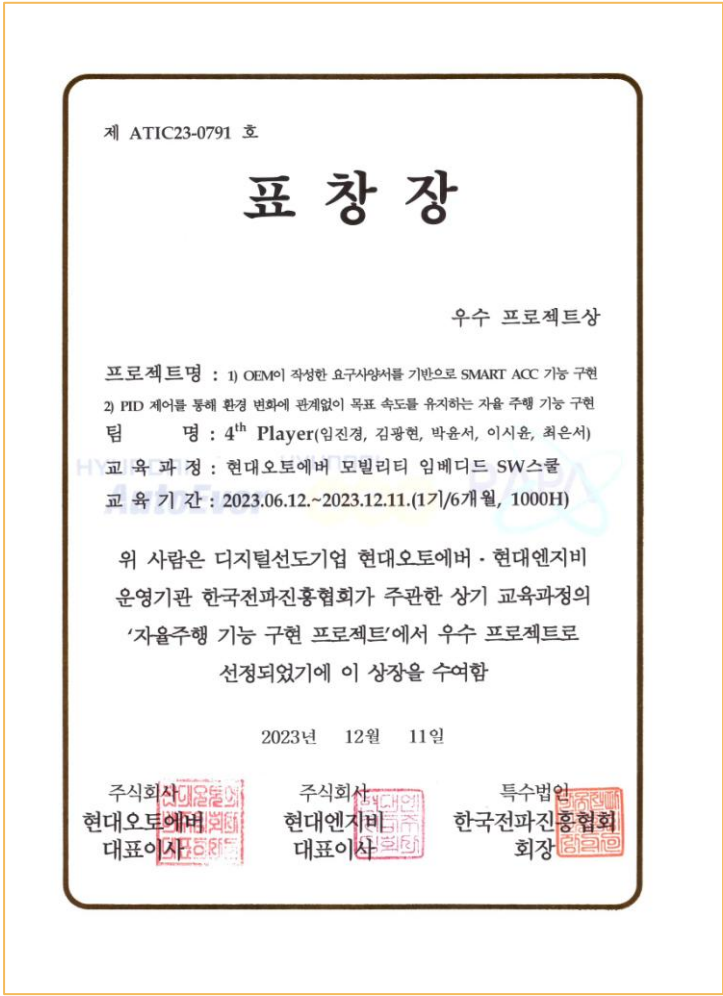 제 ATIC23-0791 호
표 창 장
우수 프로젝트상
프로젝트명 : 1) OEM이 작성한 요구사양서를 기반으로 SMART ACC 기능 구현
2) PID 제어를 통해 환경 변화에 관계없이 목표 속도를 유지하는 자율 주행 기능 구현
팀 명 : 4th Player(임진경, 김광현, 박윤서, 이시윤, 최은서)
교 육 과 정 : 현대오토에버 모빌리티 임베디드 SW스쿨
교 육 기 간 : 2023.06.12.~2023.12.11.(1기/6개월, 1000H)
위 사람은 디지털선도기업 현대오토에버 · 현대엔지비
운영기관 한국전파진흥협회가 주관한 상기 교육과정의
'자율주행 기능 구현 프로젝트'에서 우수 프로젝트로
선정되었기에 이 상장을 수여함
2023년 12월 11일
주식회사 주식회사 특수법인
현대오토에버 현대엔지비 한국전파진흥협회
대표이사 대표이사 회장